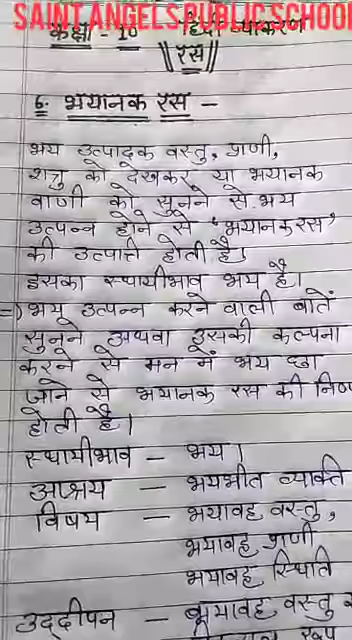 SAINT ANGELS PUBLIC SCHOOL
कक्षा - 10 हिंदी व्याकरण
॥ रस ॥
6. भयानक रस -
भय उत्पादक वस्तु, प्राणी,
शत्रु को देखकर या भयानक
वाणी को सुनने से भय
उत्पन्न होने से 'भयानक रस'
की उत्पत्ति होती है।
इसका स्थायीभाव भय है।
=) भय उत्पन्न करने वाली बातें
सुनने अथवा उसकी कल्पना
करने से मन में भय छा
जाने से भयानक रस की
होती है।
स्थायीभाव - भय।
आश्रय - भयभीत व्यक्ति
विषय - भयावह वस्तु,
भयावह प्राणी
भयावह स्थिति
उद्दीपन - भयावह वस्तु